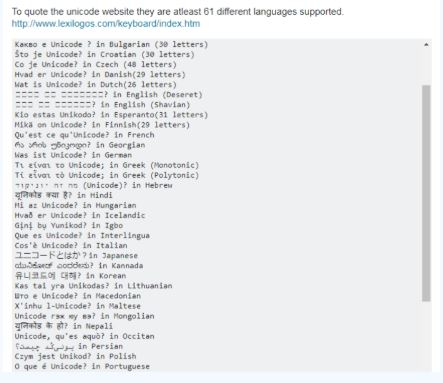 To quote the unicode website they are atleast 61 different languages supported.
http://www.lexilogos.com/keyboard/index.htm
Какво е Unicode ? in Bulgarian (30 letters)
Što je Unicode? in Croatian (30 letters)
Co je Unicode? in Czech (48 letters)
Hvad er Unicode? in Danish(29 letters)
Wat is Unicode? in Dutch(26 letters)
in English (Deseret)
in English (Shavian)
Kio estas Unikodo? in Esperanto(31 letters)
Mikä on Unicode? in Finnish(29 letters)
Qu'est ce qu'Unicode? in French
რა არის უნიკოდი? in Georgian
Was ist Unicode? in German
Τι είναι το Unicode; in Greek (Monotonic)
Τί εἶναι τὸ Unicode; in Greek (Polytonic)
(Unicode)? in Hebrew
यूनिकोड क्या है? in Hindi
Mi az Unicode? in Hungarian
Hvað er Unicode? in Icelandic
Gịnị bụ Yunikod? in Igbo
Que es Unicode? in Interlingua
Cos'è Unicode? in Italian
ユニコードとは か? in Japanese
ಯುನಿಕೋಡ್ ಎಂದರೇನು? in Kannada
유니코드에 대해? in Korean
Kas tai yra Unikodas? in Lithuanian
Што е Unicode? in Macedonian
X'inhu l-Unicode? in Maltese
Unicode гэж юу вэ? in Mongolian
यूनिकोड के हो? in Nepali
Unicode, qu'es aquò? in Occitan
یونی‌کُد چیست؟ in Persian
Czym jest Unikod? in Polish
O que é Unicode? in Portuguese